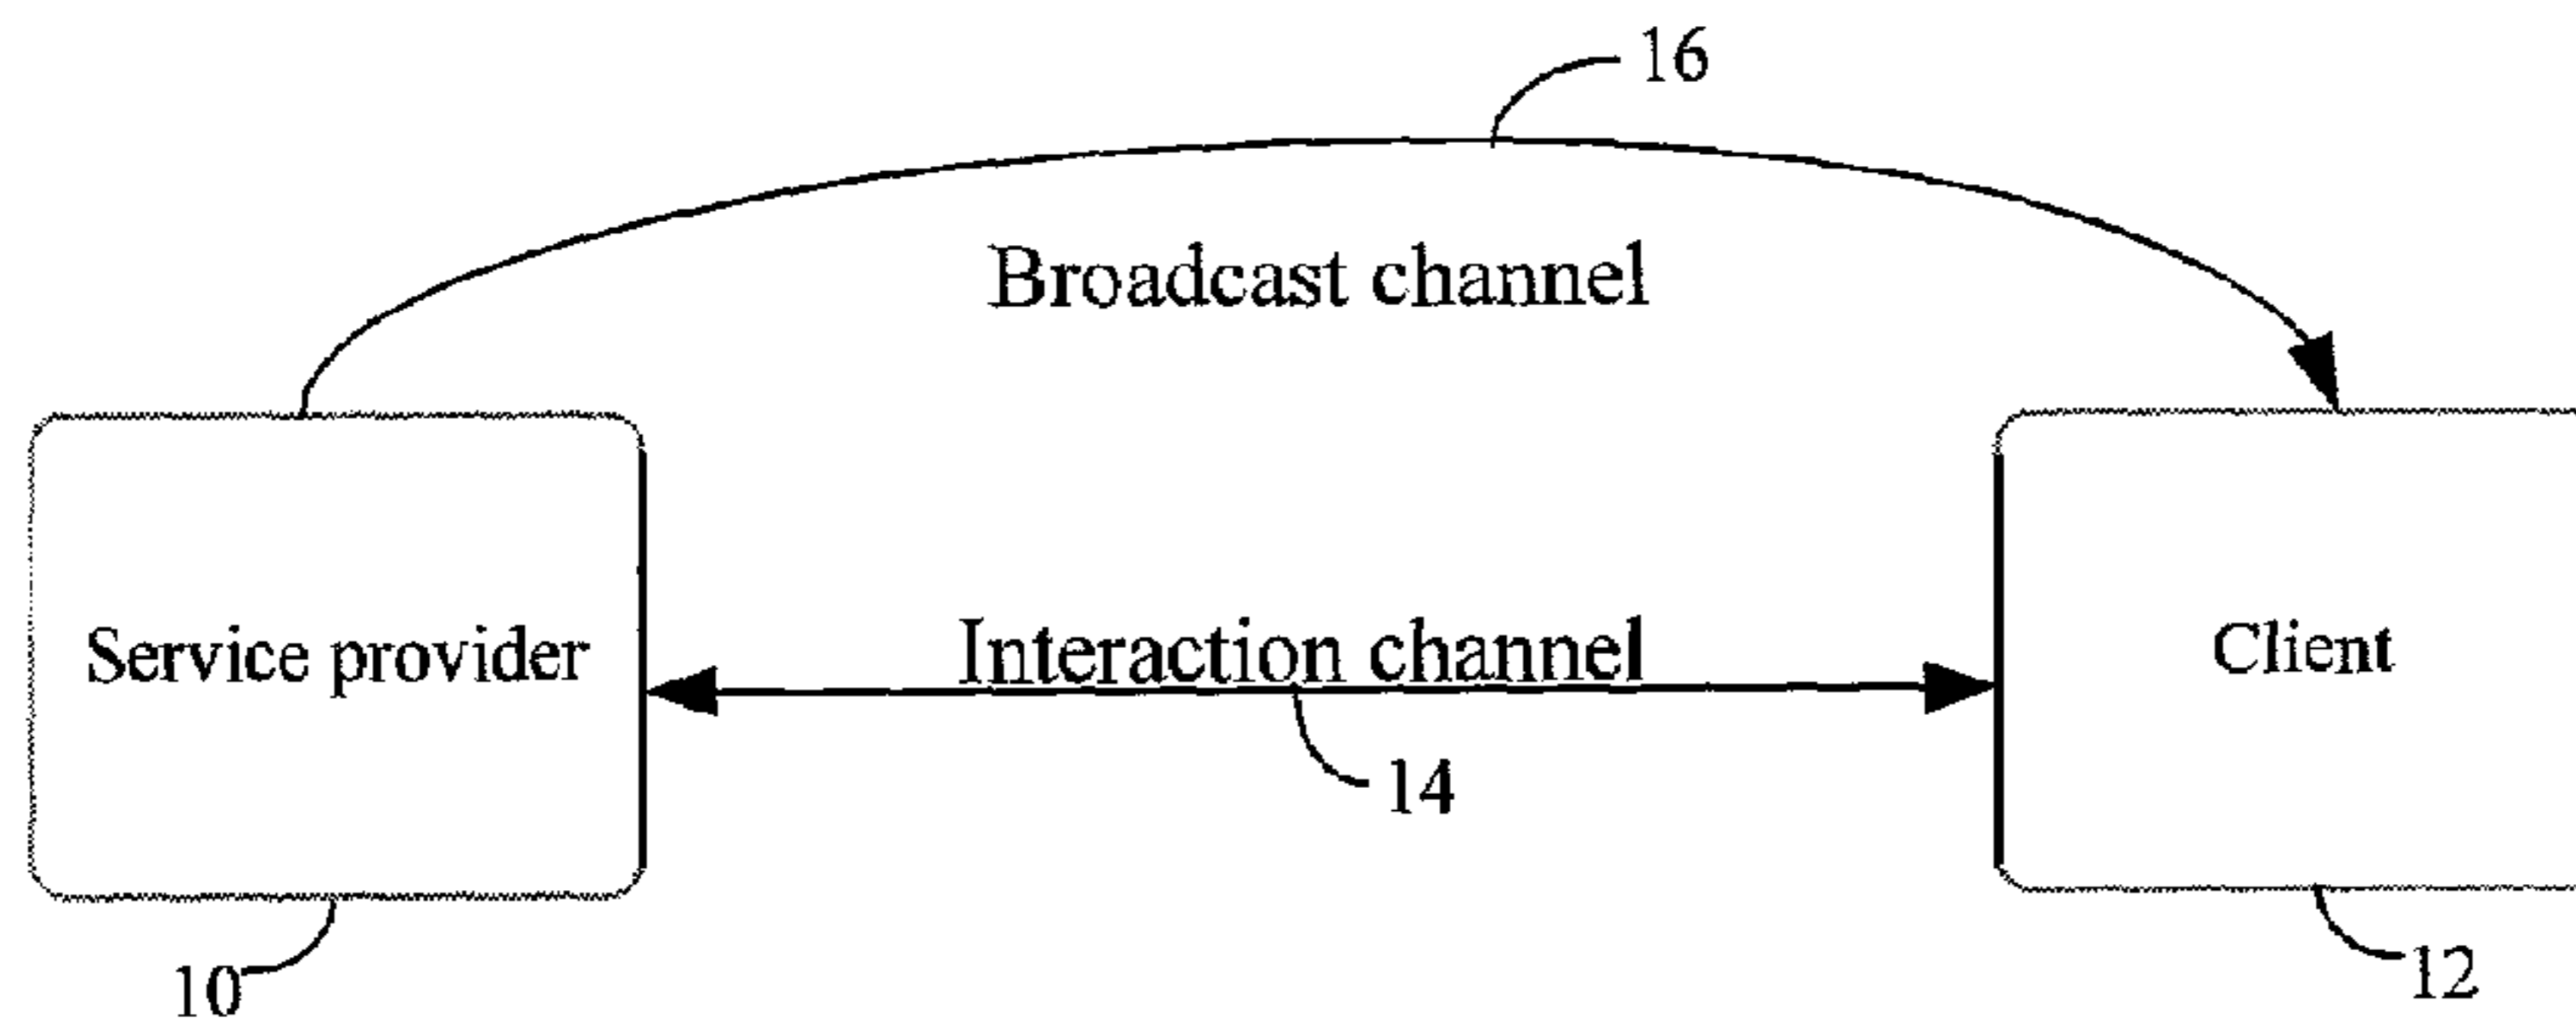 16
Broadcast channel
Service provider
Interaction channel
Client
14
10
12